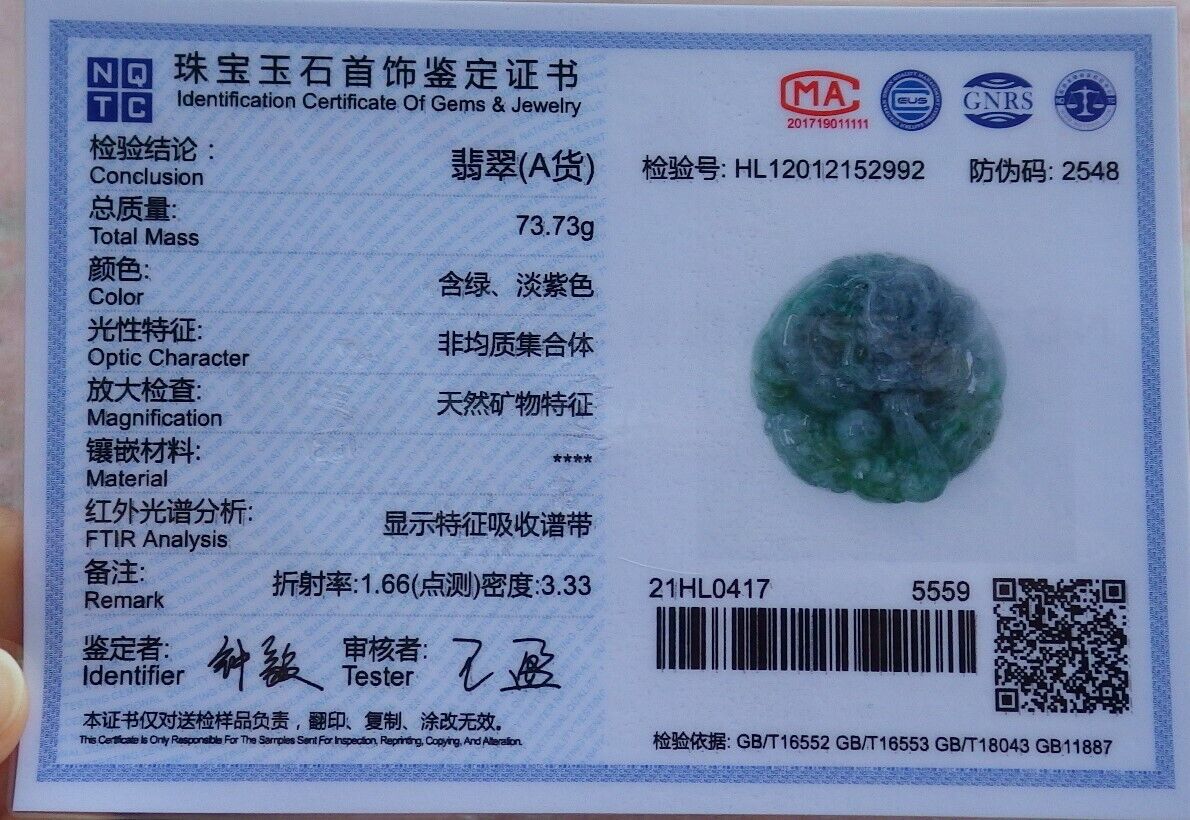 NQ
TC
珠宝玉石首饰鉴定证书
Identification Certificate Of Gems & Jewelry
检验结论：
Conclusion
翡翠(A货)
总质量:
Total Mass
73.73g
颜色:
Color
含绿、淡紫色
光性特征:
Optic Character
非均质集合体
放大检查:
Magnification
天然矿物特征
镶嵌材料:
Material
****
红外光谱分析:
FTIR Analysis
显示特征吸收谱带
备注:
Remark
折射率:1.66(点测)密度:3.33
鉴定者:
Identifier
审核者:
Tester
王盈
本证书仅对送检样品负责，翻印、复制、涂改无效。
This Certificate Is Only Responsible For The Samples Sent For Inspection, Reprinting, Copying, And Alteration.
MA
201719011111
GNRS
检验号: HL12012152992
防伪码: 2548
21HL0417
5559
检验依据: GB/T16552 GB/T16553 GB/T18043 GB11887